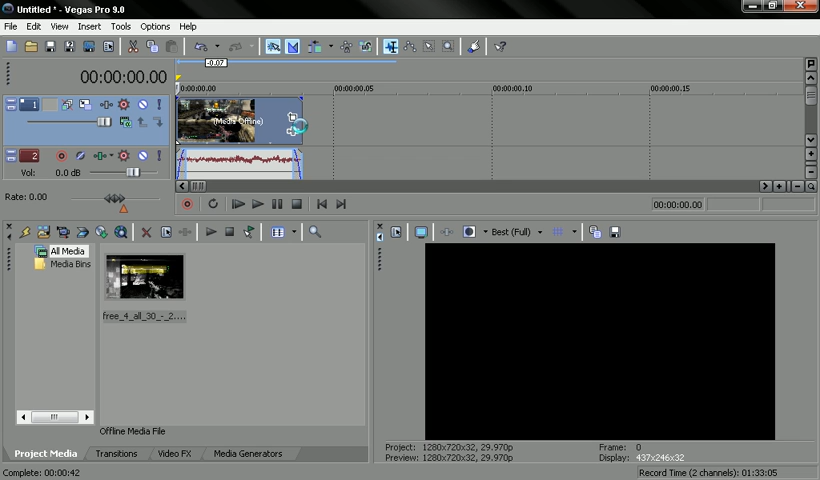 Untitled * - Vegas Pro 9.0
File Edit View Insert Tools Options Help
-0.07
00:00:00.00
0:00:00.00 00:00:00.05 00:00:00.10 00:00:00.15
1
(Media Offline)
2
Vol: 0.0 dB
Rate: 0.00
00:00:00.00
All Media
Media Bins
Best (Full)
free_4_all_30_-_2....
Offline Media File
Project: 1280x720x32, 29.970p Frame: 0
Preview: 1280x720x32, 29.970p Display: 437x246x32
Project Media Transitions Video FX Media Generators
Complete: 00:00:42 Record Time (2 channels): 01:33:05